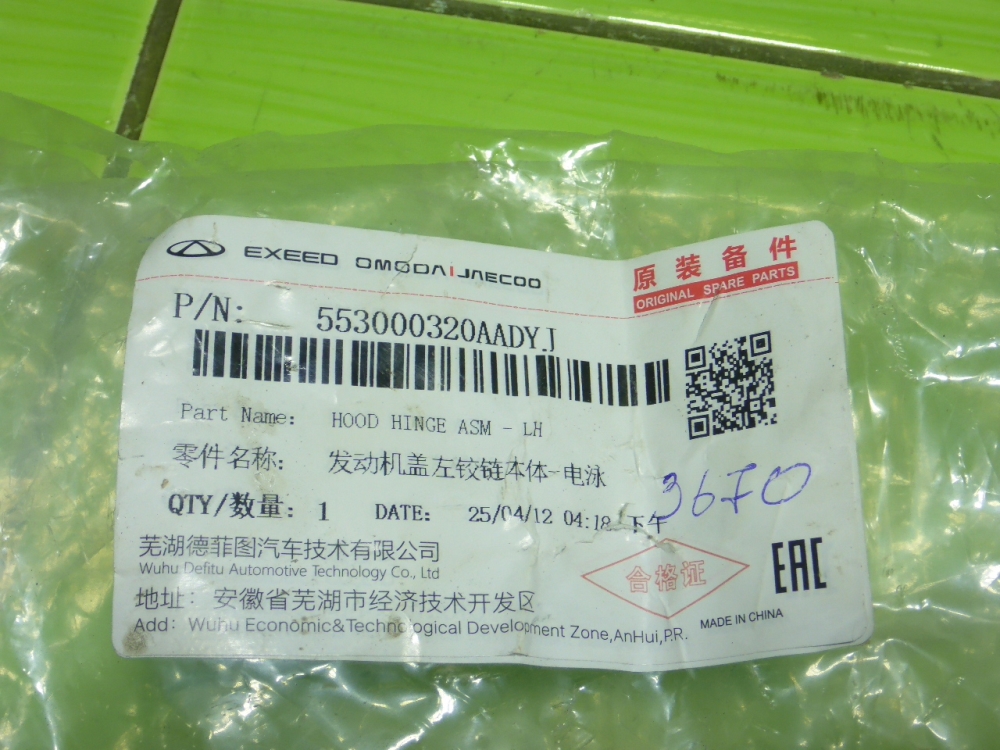 EXEED OMODA JAECOO
原装备件
ORIGINAL SPARE PARTS
P/N: 553000320AADYJ
Part Name: HOOD HINGE ASM - LH
零件名称: 发动机盖左铰链本体-电泳
3670
QTY/数量: 1 DATE: 25/04/12 04:18 下午
芜湖德菲图汽车技术有限公司
Wuhu Defitu Automotive Technology Co., Ltd
合格证
EAC
地址: 安徽省芜湖市经济技术开发区
Add: Wuhu Economic&Technological Development Zone,AnHui,P.R.
MADE IN CHINA